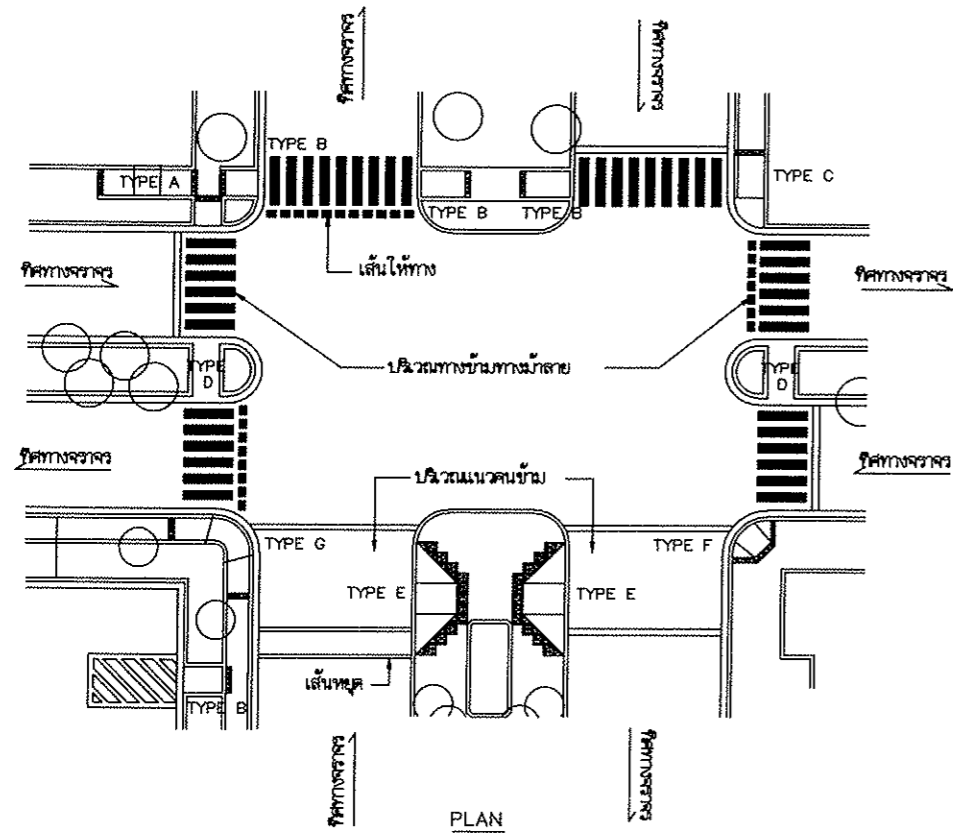 ทิศทางจราจร
ทิศทางจราจร
TYPE B
TYPE A
TYPE C
TYPE B
TYPE B
เส้นให้ทาง
ทิศทางจราจร
ทิศทางจราจร
บริเวณทางข้ามทางม้าลาย
TYPE
D
TYPE
D
ทิศทางจราจร
ทิศทางจราจร
บริเวณแนวคนข้าม
TYPE G
TYPE F
TYPE E
TYPE E
เส้นหยุด
TYPE B
ทิศทางจราจร
ทิศทางจราจร
PLAN